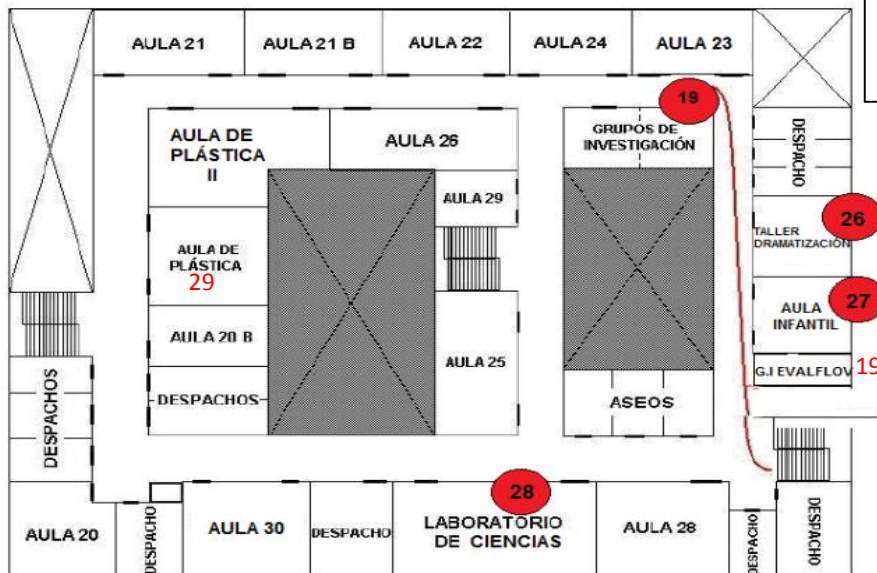 AULA 21
AULA 21 B
AULA 22
AULA 24
AULA 23
19
AULA DE
PLÁSTICA
II
AULA 26
GRUPOS DE
INVESTIGACIÓN
DESPACHO
AULA 29
26
TALLER
DRAMATIZACIÓN
AULA DE
PLÁSTICA
29
27
AULA
INFANTIL
AULA 20 B
AULA 25
G.I EVALFLOV
19
DESPACHOS
DESPACHOS
ASEOS
28
AULA 20
DESPACHO
AULA 30
DESPACHO
LABORATORIO
DE CIENCIAS
AULA 28
DESPACHO
DESPACHO